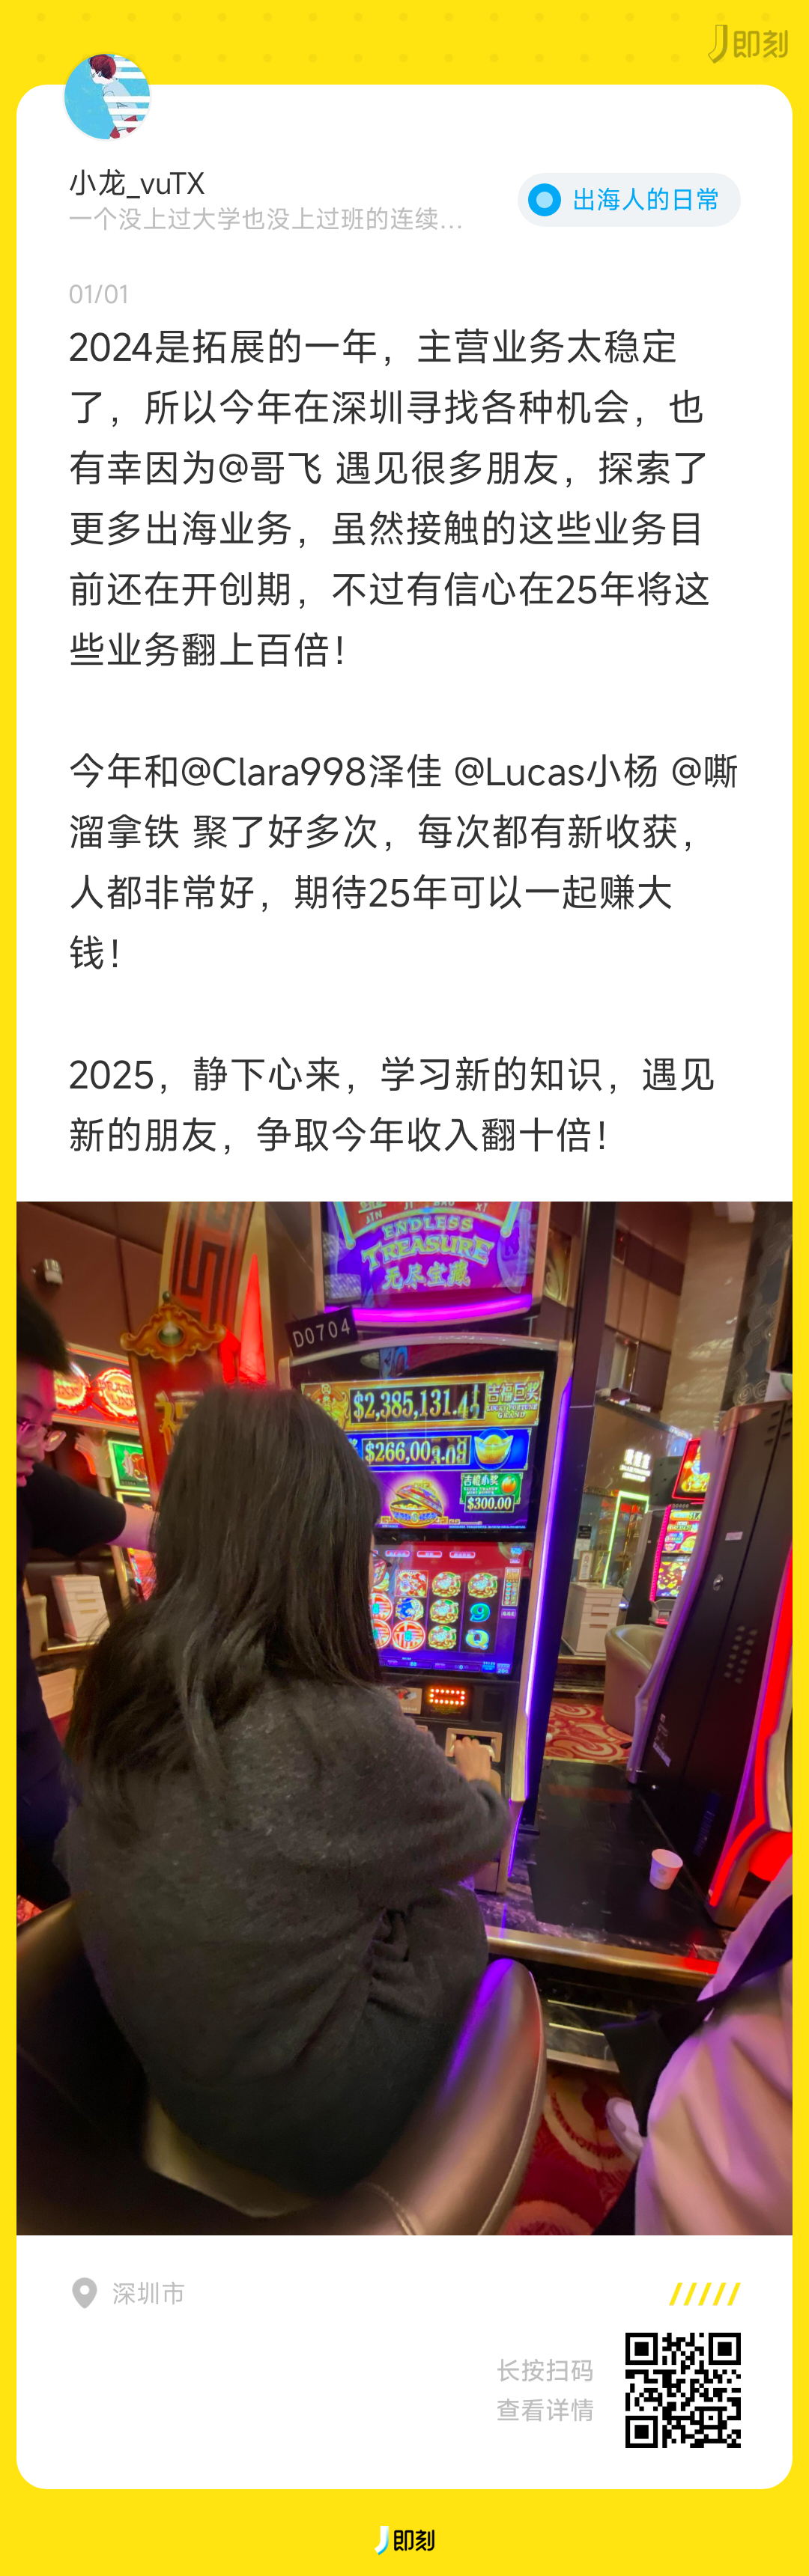 即刻
小龙_vuTX
一个没上过大学也没上过班的连续...
出海人的日常
01/01
2024是拓展的一年，主营业务太稳定
了，所以今年在深圳寻找各种机会，也
有幸因为@哥飞 遇见很多朋友，探索了
更多出海业务，虽然接触的这些业务目
前还在开创期，不过有信心在25年将这
些业务翻上百倍！
今年和@Clara998泽佳 @Lucas小杨 @嘶
溜拿铁 聚了好多次，每次都有新收获，
人都非常好，期待25年可以一起赚大
钱！
2025，静下心来，学习新的知识，遇见
新的朋友，争取今年收入翻十倍！
ENDLESS
TREASURE
无尽宝藏
D0704
$2,385,131.4
吉福巨奖
$266,00
吉福小奖
$300.00
9
Q
深圳市
长按扫码
查看详情
即刻